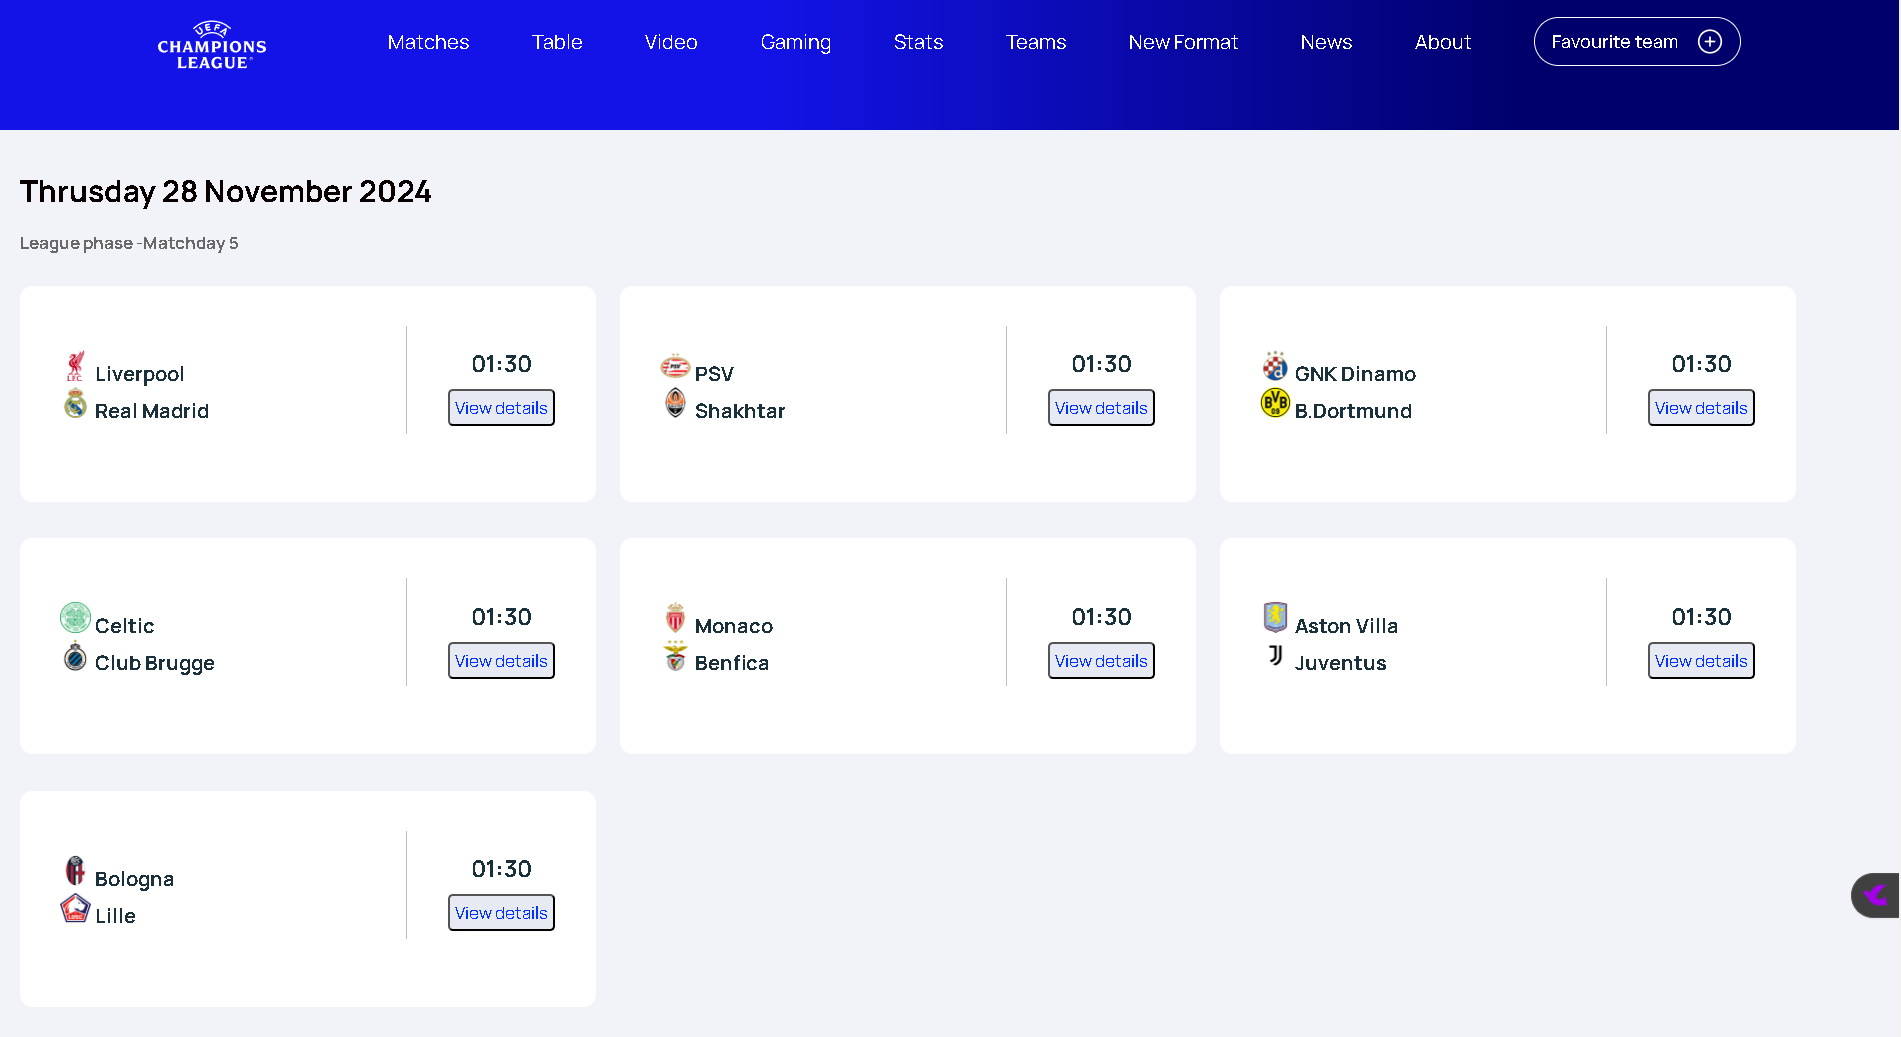 UEFA
CHAMPIONS
LEAGUE
Matches Table Video Gaming Stats Teams New Format News About Favourite team
Thrusday 28 November 2024
League phase -Matchday 5
Liverpool
Real Madrid
01:30
View details
PSV
Shakhtar
01:30
View details
GNK Dinamo
B.Dortmund
01:30
View details
Celtic
Club Brugge
01:30
View details
Monaco
Benfica
01:30
View details
Aston Villa
Juventus
01:30
View details
Bologna
Lille
01:30
View details